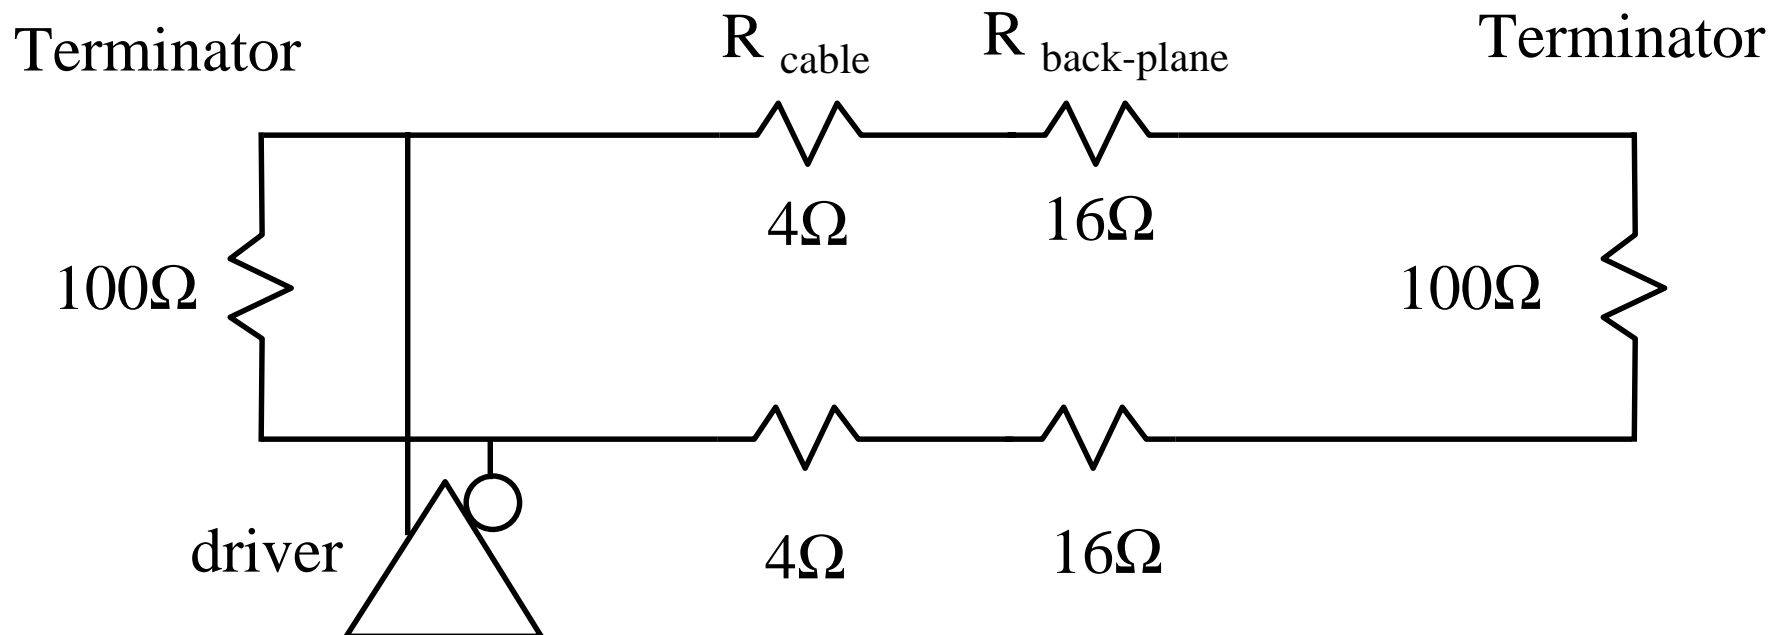 Terminator
R cable
R back-plane
Terminator
4Ω
16Ω
100Ω
100Ω
driver
4Ω
16Ω